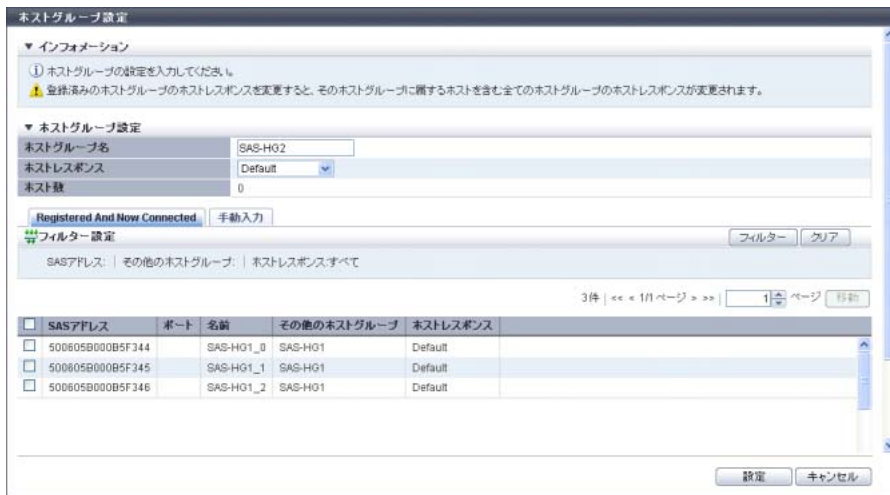 ホストグループ設定
▼ インフォメーション
ホストグループの設定を入力してください。
登録済みのホストグループのホストレスポンスを変更すると、そのホストグループに属するホストを含む全てのホストグループのホストレスポンスが変更されます。
▼ ホストグループ設定
ホストグループ名 SAS-HG2
ホストレスポンス Default
ホスト数 0
Registered And Now Connected 手動入力
フィルター設定 フィルター クリア
SASアドレス: | その他のホストグループ: | ホストレスポンス:すべて
3件 | << < 1/1 ページ > >> | 1 ページ 移動
SASアドレス ポート 名前 その他のホストグループ ホストレスポンス
500605B000B5F344 SAS-HG1_0 SAS-HG1 Default
500605B000B5F345 SAS-HG1_1 SAS-HG1 Default
500605B000B5F346 SAS-HG1_2 SAS-HG1 Default
設定 キャンセル